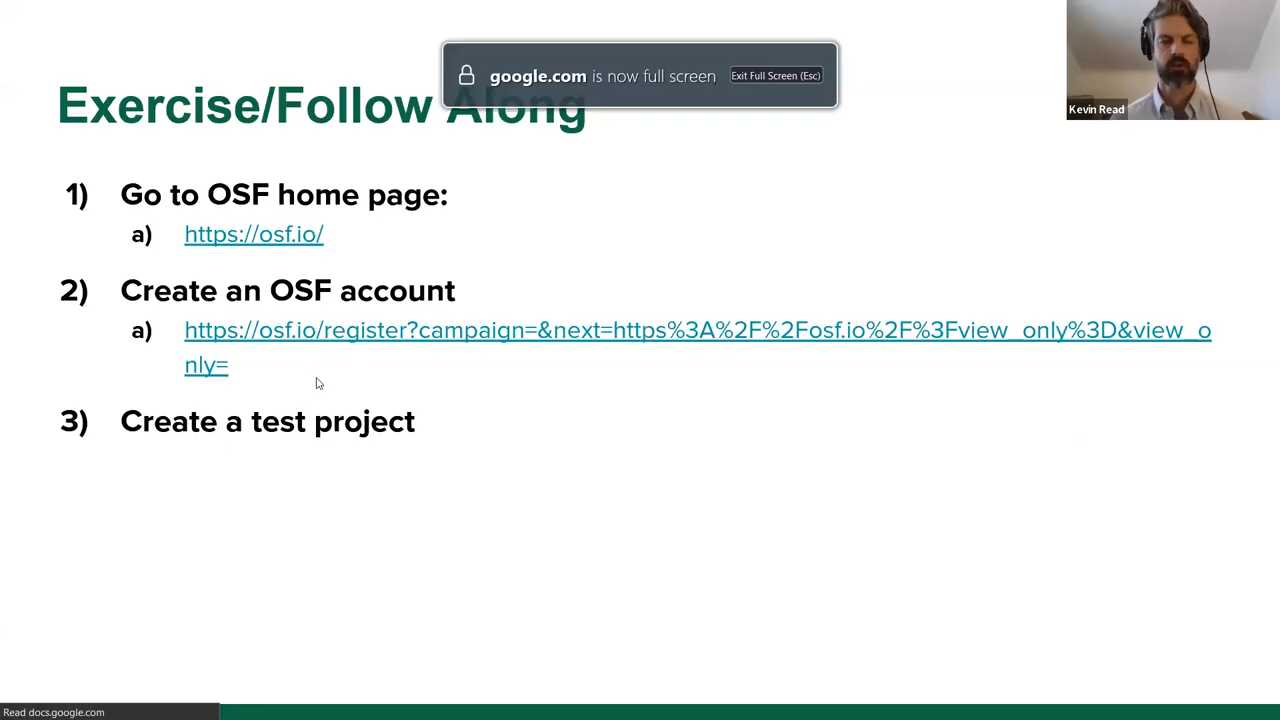 google.com is now full screen Exit Full Screen (Esc)
Kevin Read
Exercise/Follow Along
1) Go to OSF home page:
a) https://osf.io/
2) Create an OSF account
a) https://osf.io/register?campaign=&next=https%3A%2F%2Fosf.io%2F%3Fview_only%3D&view_o
nly=
3) Create a test project
Read docs.google.com